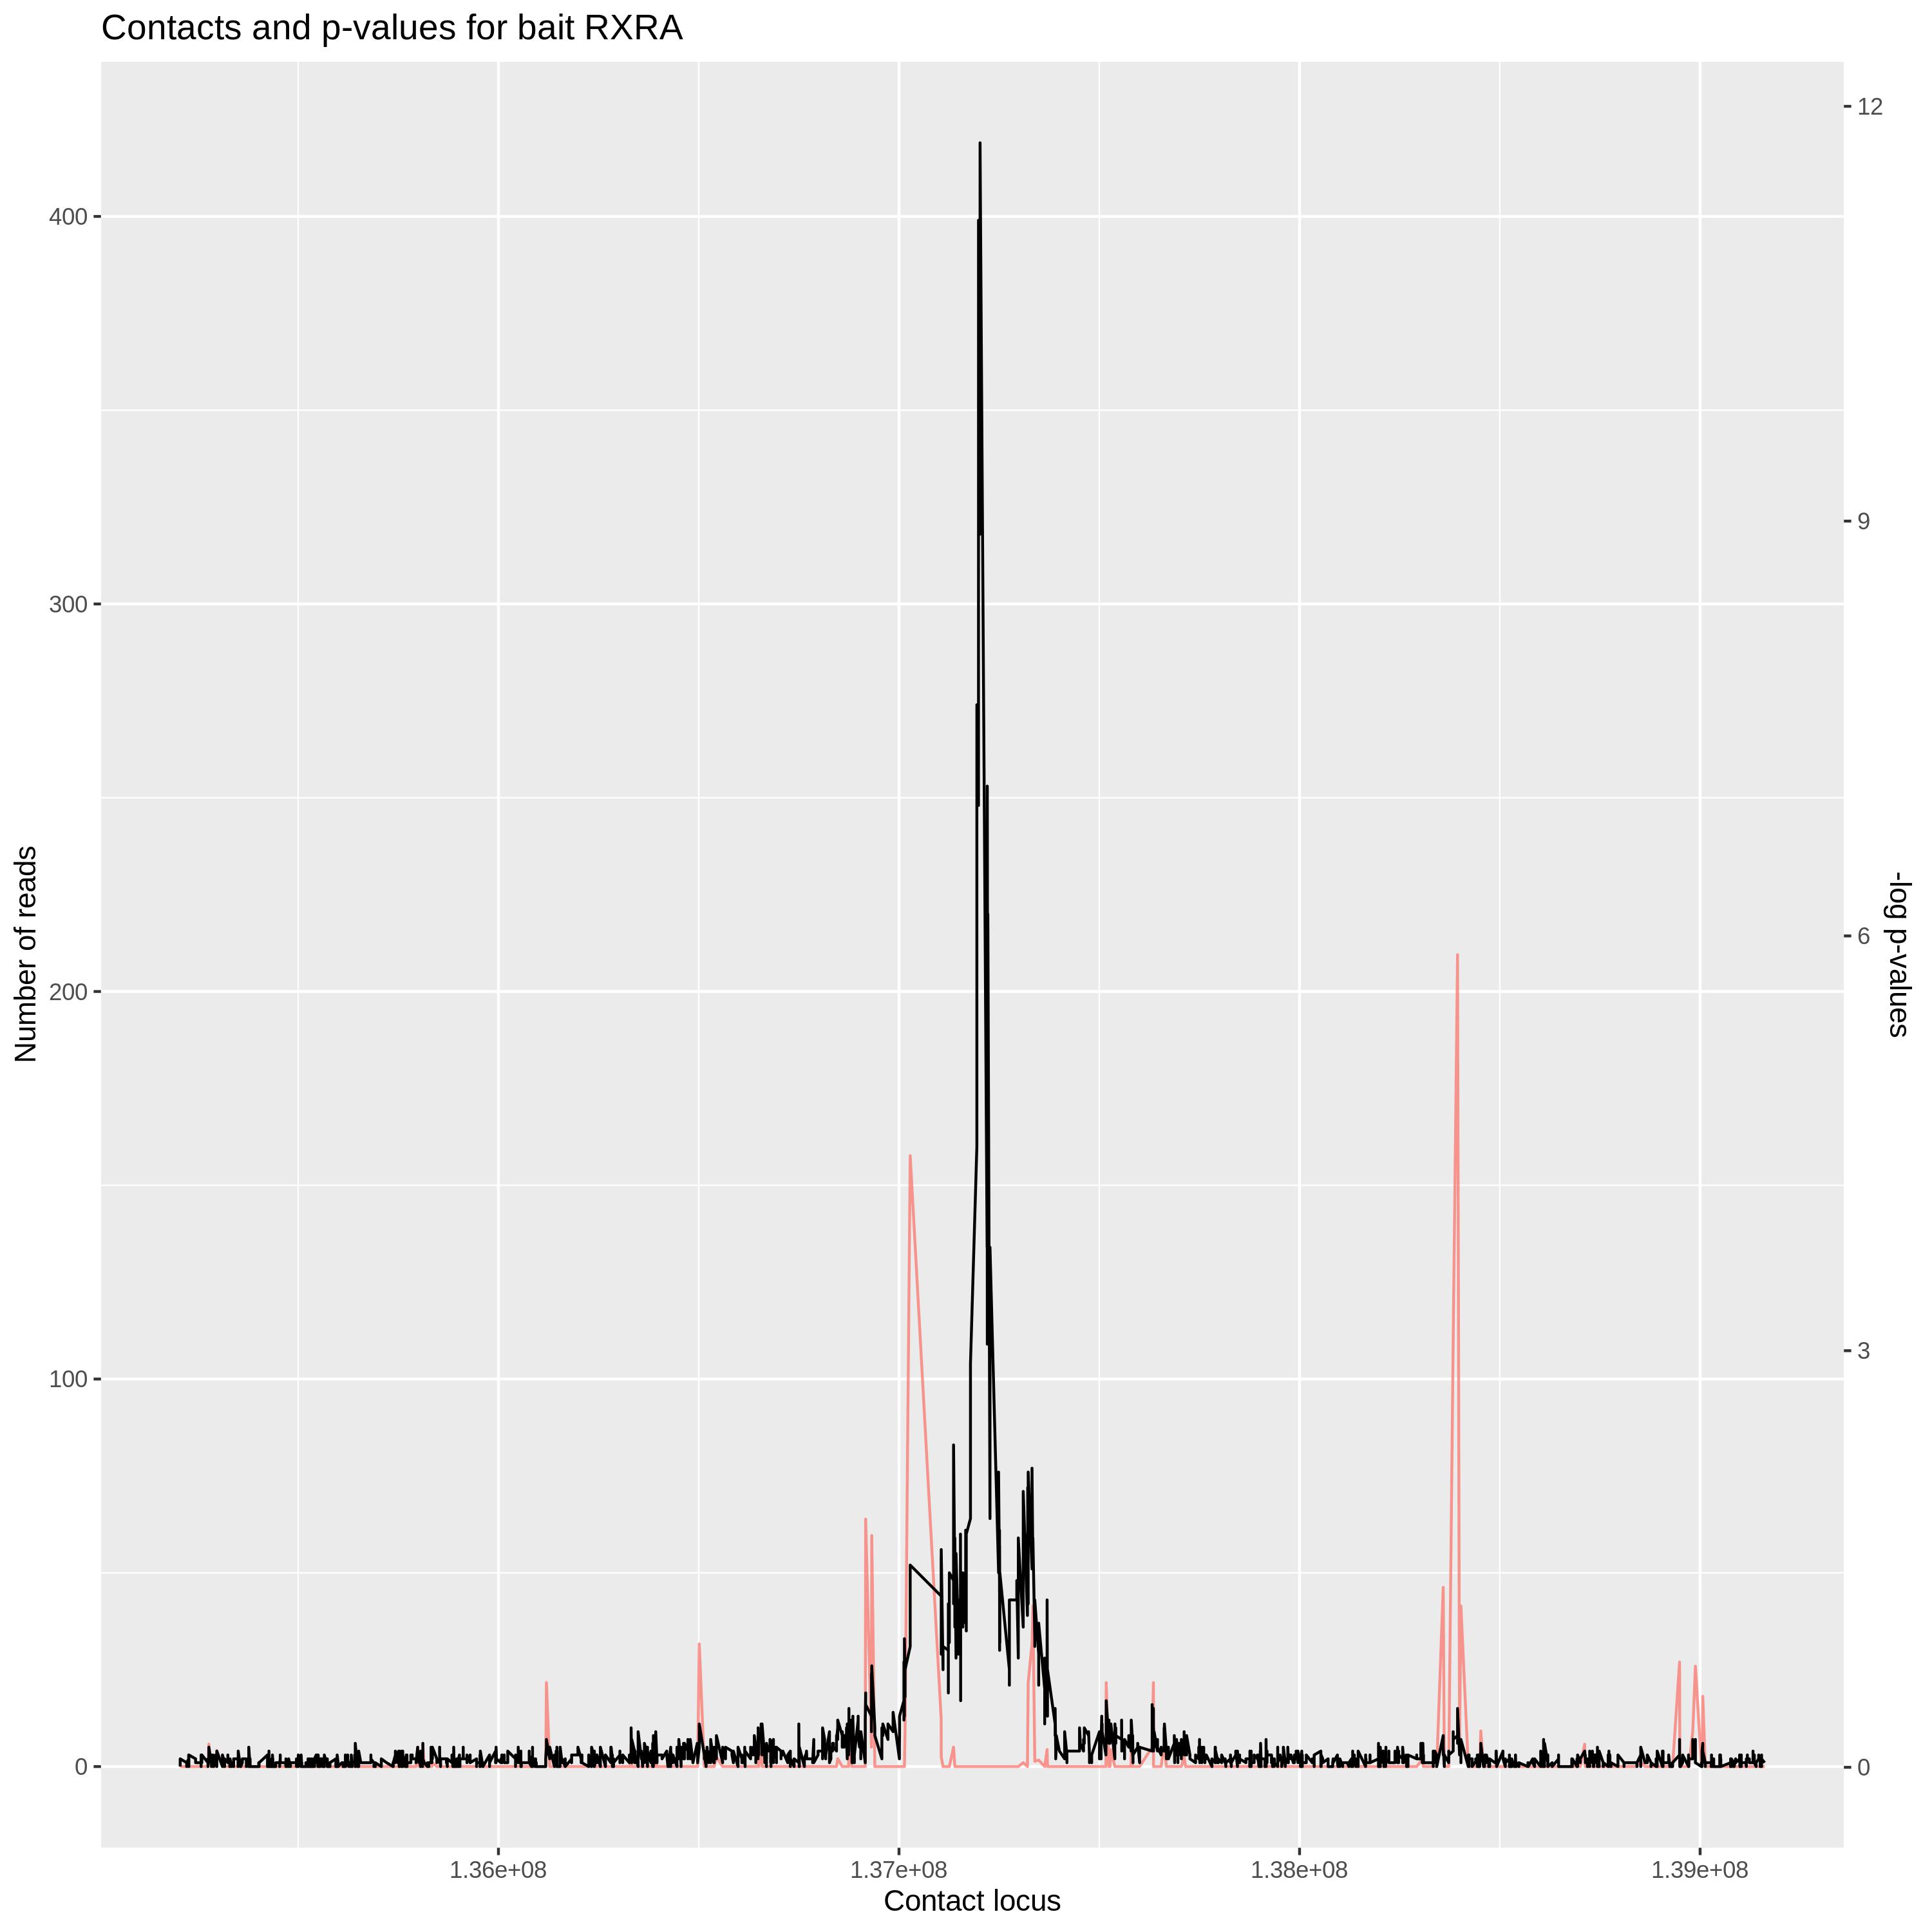 Contacts and p-values for bait RXRA
12
400
9
300
6
200
3
100
0
0
Number of reads
-log p-values
1.36e+08 1.37e+08 1.38e+08 1.39e+08
Contact locus